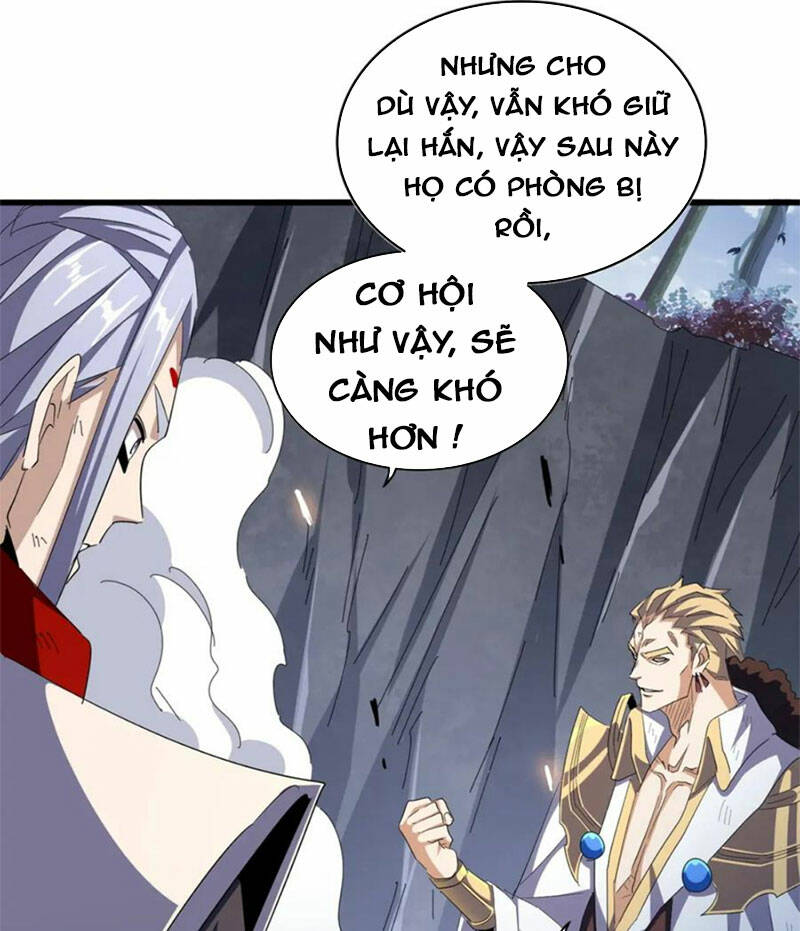 NHƯNG CHO
DÙ VẬY, VẪN KHÓ GIỮ
LẠI HẮN, VẬY SAU NÀY
HỌ CÓ PHÒNG BỊ
RỒI,
CƠ HỘI
NHƯ VẬY, SẼ
CÀNG KHÓ
HƠN !